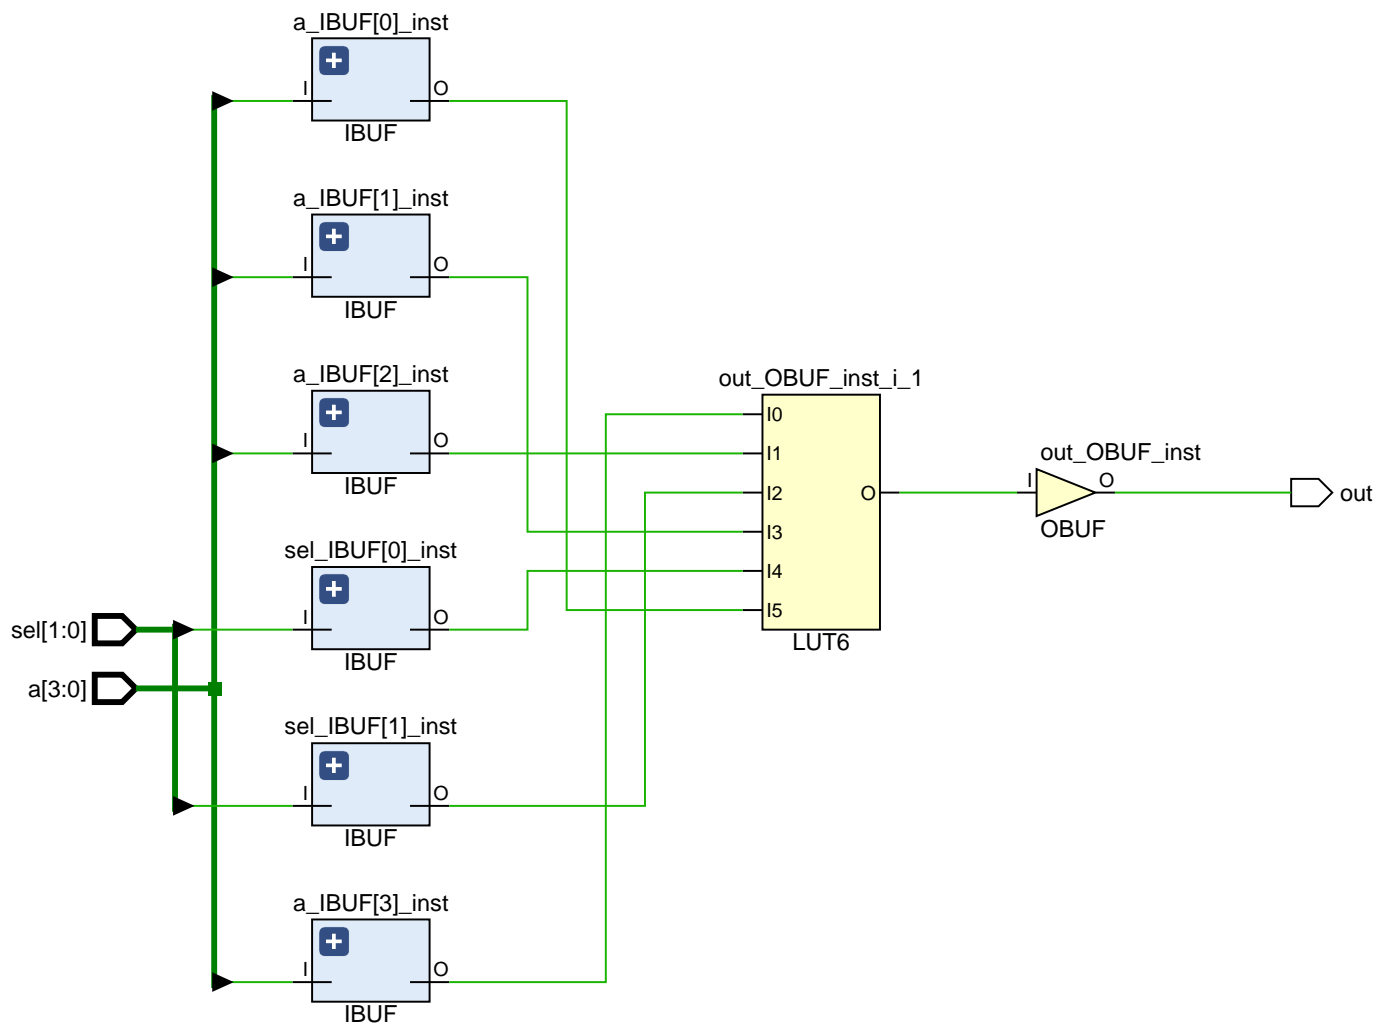 a_IBUF[0]_inst
I
O
IBUF
a_IBUF[1]_inst
I
O
IBUF
a_IBUF[2]_inst
I
O
IBUF
sel_IBUF[0]_inst
I
O
IBUF
sel_IBUF[1]_inst
I
O
IBUF
a_IBUF[3]_inst
I
O
IBUF
sel[1:0]
a[3:0]
out_OBUF_inst_i_1
I0
I1
I2
I3
I4
I5
O
LUT6
out_OBUF_inst
I
O
OBUF
out